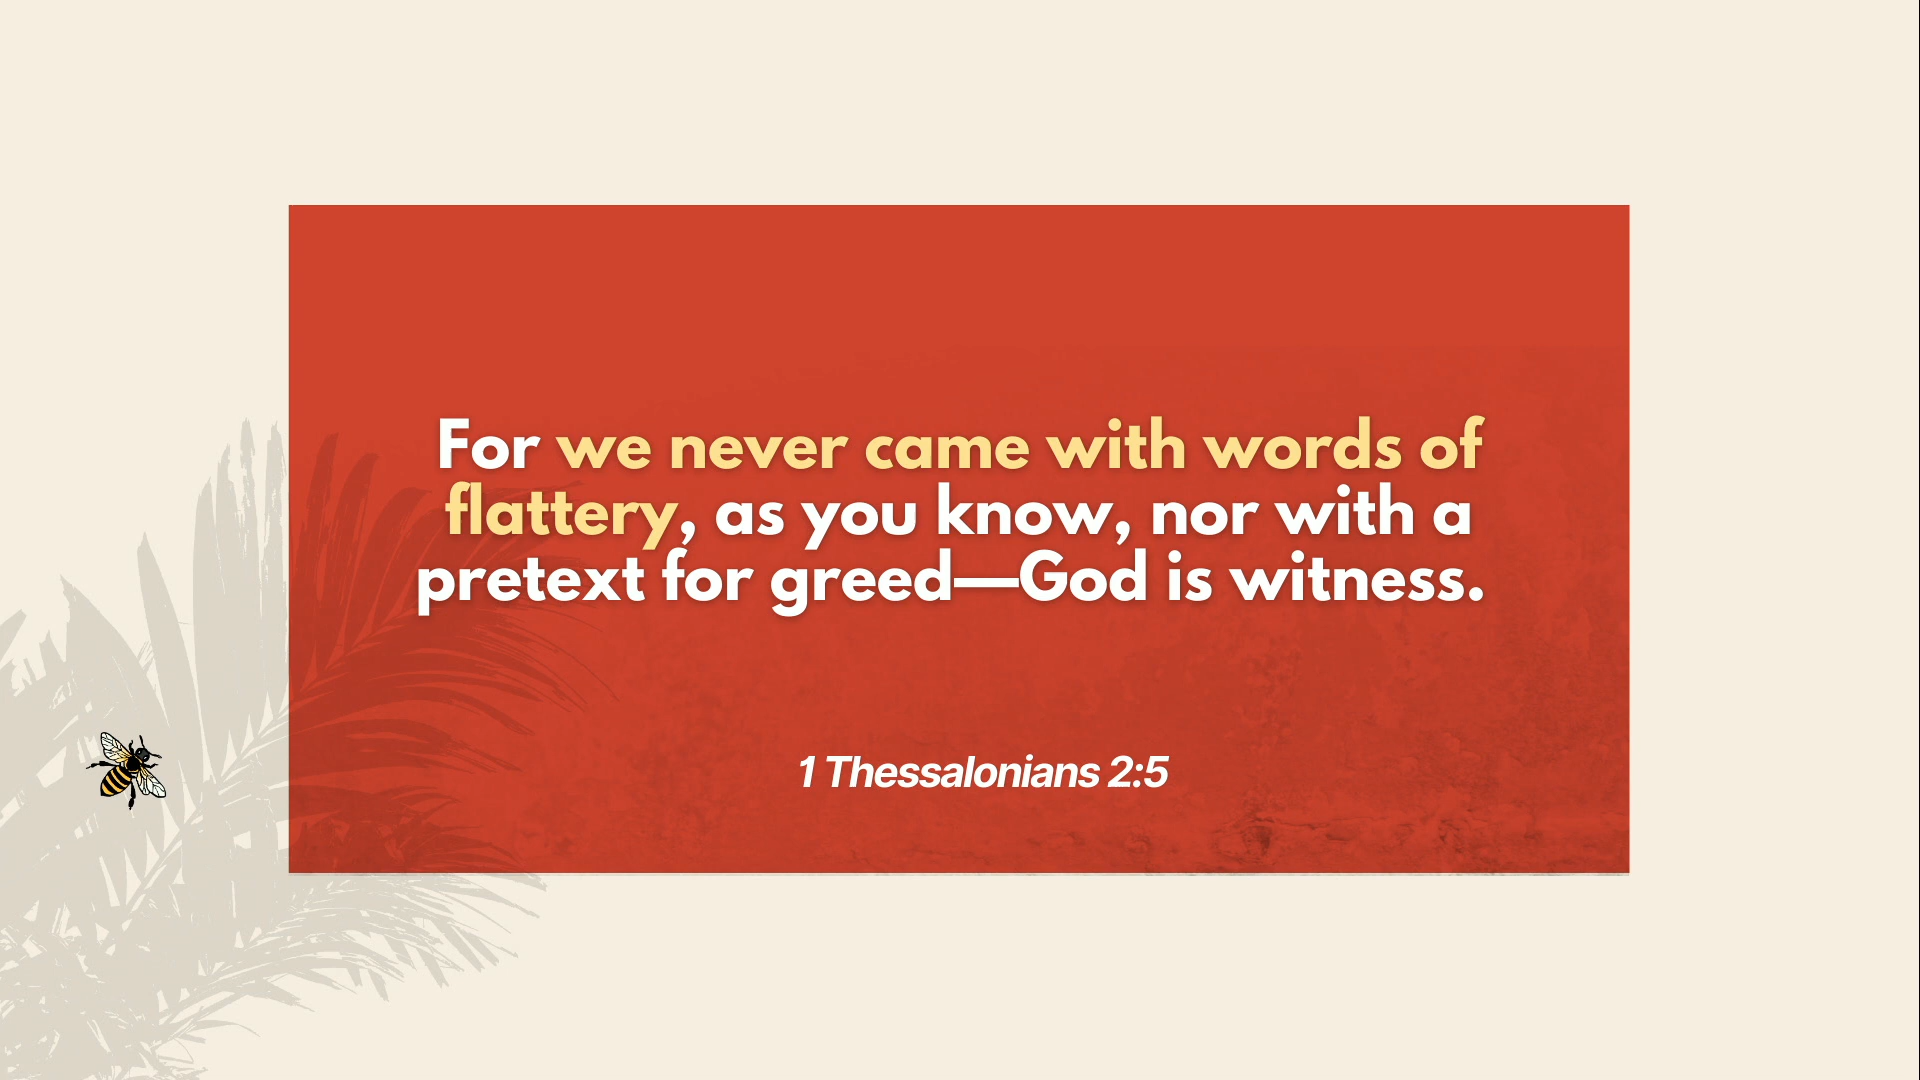 For we never came with words of
flattery, as you know, nor with a
pretext for greed—God is witness.
1 Thessalonians 2:5